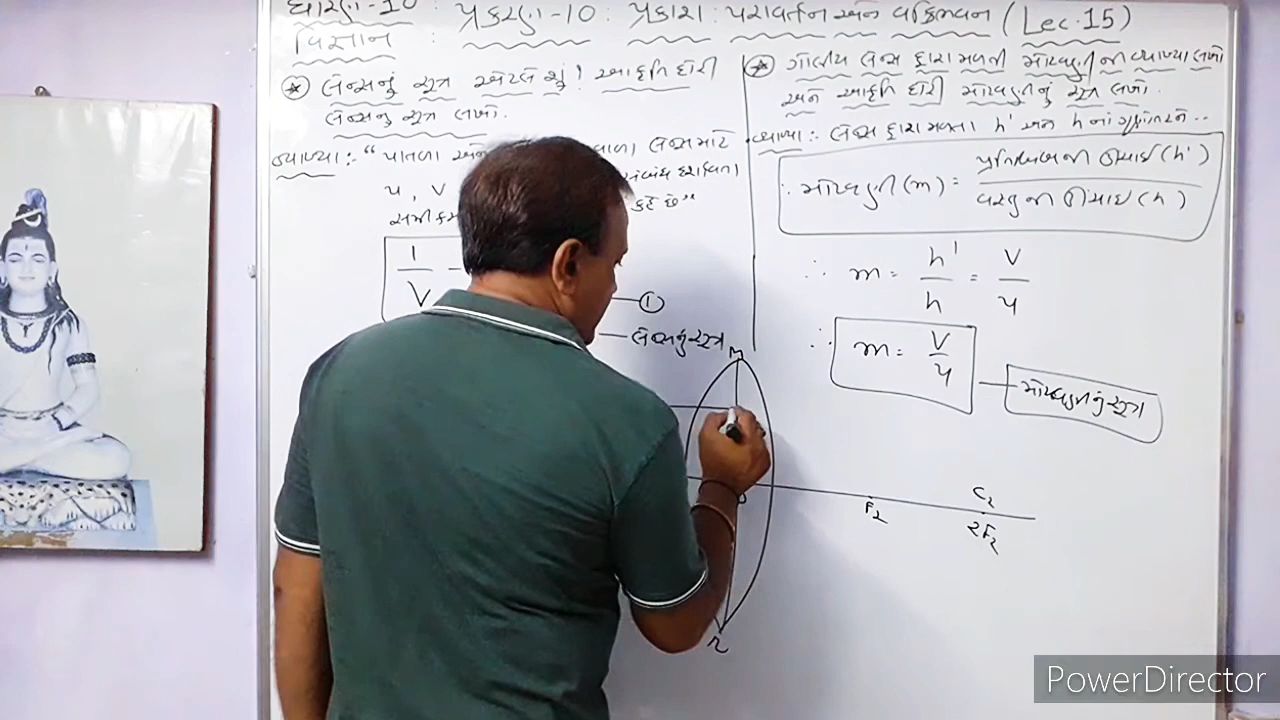 ધોરણ-10 : પ્રકરણ-10 : પ્રકાશ : પરાવર્તન અને વક્રીભવન (Lec.15)
વિજ્ઞાન :
લેન્સનું સૂત્ર એટલે શું? આકૃતિ દોરી
લેન્સનું સૂત્ર લખો.
વ્યાખ્યા :- "પાતળા અને વાળા લેન્સ માટે
u, v
કહે છે"
1
V
①
લેન્સનું સૂત્ર
ગોલીય લેન્સ દ્વારા મળતી મોટવણીની વ્યાખ્યા લખો
અને આકૃતિ દોરી મોટવણીનું સૂત્ર લખો.
વ્યાખ્યા :- લેન્સ દ્વારા મળતા h' અને h ના ગુણોત્તરને..
∴ મોટવણી (m) = પ્રતિબિંબની ઊંચાઈ (h') / વસ્તુની ઊંચાઈ (h)
∴ m = h'/h = v/u
∴ m = v/u
મોટવણીનું સૂત્ર
M
F₂
C₂
2F₂
N
PowerDirector